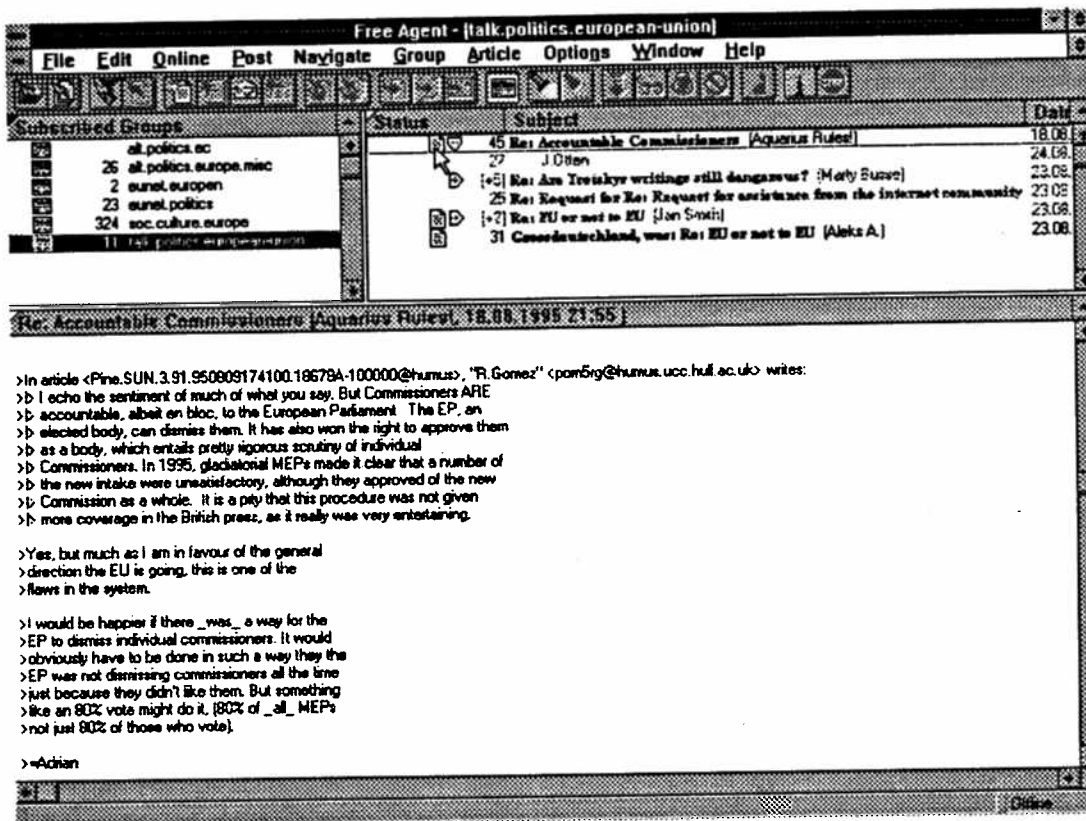 Free Agent - [talk.politics.european-union]
File Edit Online Post Navigate Group Article Options Window Help
Subscribed Groups
Status Subject Date
alt.politics.ec
26 alt.politics.europe.misc
2 eunet.europen
23 eunet.politics
324 soc.culture.europe
11 talk.politics.european-union
45 Re: Accountable Commissioners [Aquarius Rules!] 18.08.
27 J Otten 24.08.
[+5] Re: Are Trotskyr writings still dangerous? [Marty Busse] 23.08.
25 Re: Request for Re: Request for assistance from the internet community 23.08
[+2] Re: EU or not to EU [Jan Smith] 23.08.
31 Grossdeutschland, was: Re: EU or not to EU [Aleks A.] 23.08.
Re: Accountable Commissioners [Aquarius Rules!, 18.08.1995 21:55 ]
>In article <Pine.SUN.3.91.950809174100.18678A-100000@humus>, "R.Gomez" <pom5rg@humus.ucc.hull.ac.uk> writes:
>> I echo the sentiment of much of what you say. But Commissioners ARE
>> accountable, albeit en bloc, to the European Parliament. The EP, an
>> elected body, can dismiss them. It has also won the right to approve them
>> as a body, which entails pretty rigorous scrutiny of individual
>> Commissioners. In 1995, gladiatorial MEPs made it clear that a number of
>> the new intake were unsatisfactory, although they approved of the new
>> Commission as a whole. It is a pity that this procedure was not given
>> more coverage in the British press, as it really was very entertaining.
>Yes, but much as I am in favour of the general
>direction the EU is going, this is one of the
>flaws in the system.
>I would be happier if there _was_ a way for the
>EP to dismiss individual commissioners. It would
>obviously have to be done in such a way they the
>EP was not dismissing commissioners all the time
>just because they didn't like them. But something
>like an 80% vote might do it, (80% of _all_ MEPs
>not just 80% of those who vote).
>=Adrian
Offline